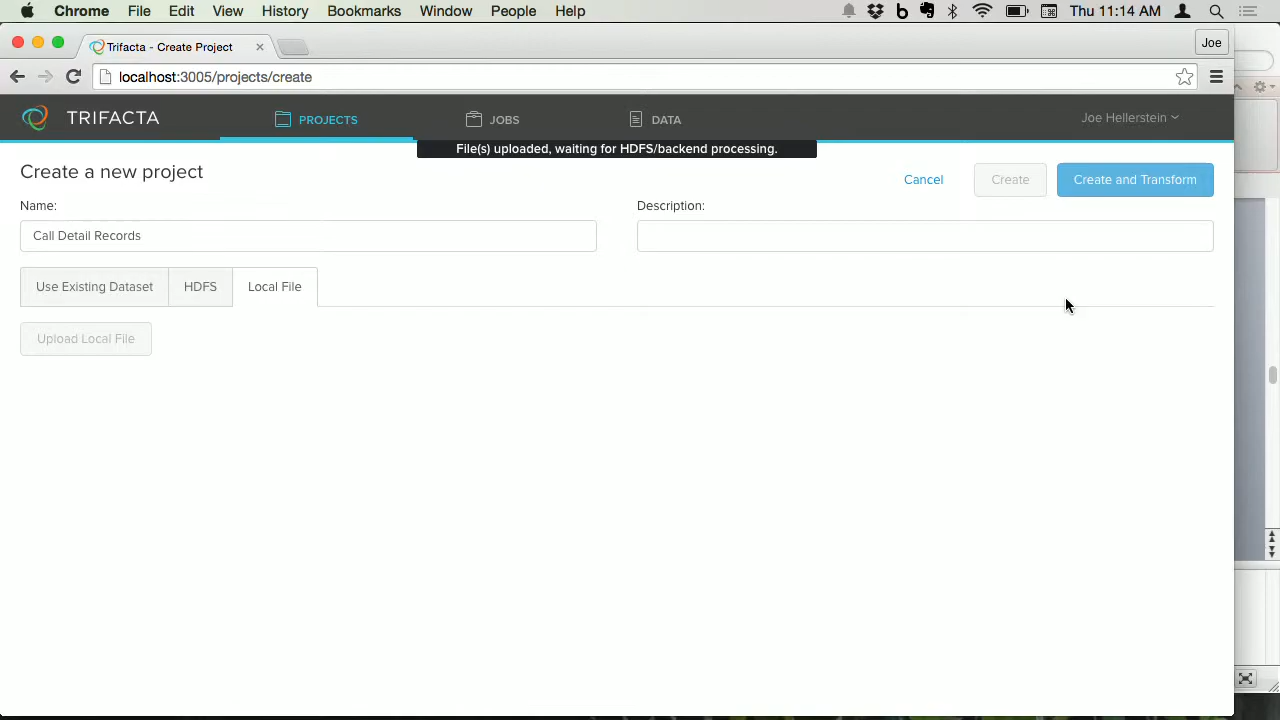 Chrome File Edit View History Bookmarks Window People Help Thu 11:14 AM
Trifacta - Create Project
Joe
localhost:3005/projects/create
TRIFACTA PROJECTS JOBS DATA Joe Hellerstein
File(s) uploaded, waiting for HDFS/backend processing.
Create a new project
Cancel Create Create and Transform
Name: Description:
Call Detail Records
Use Existing Dataset HDFS Local File
Upload Local File